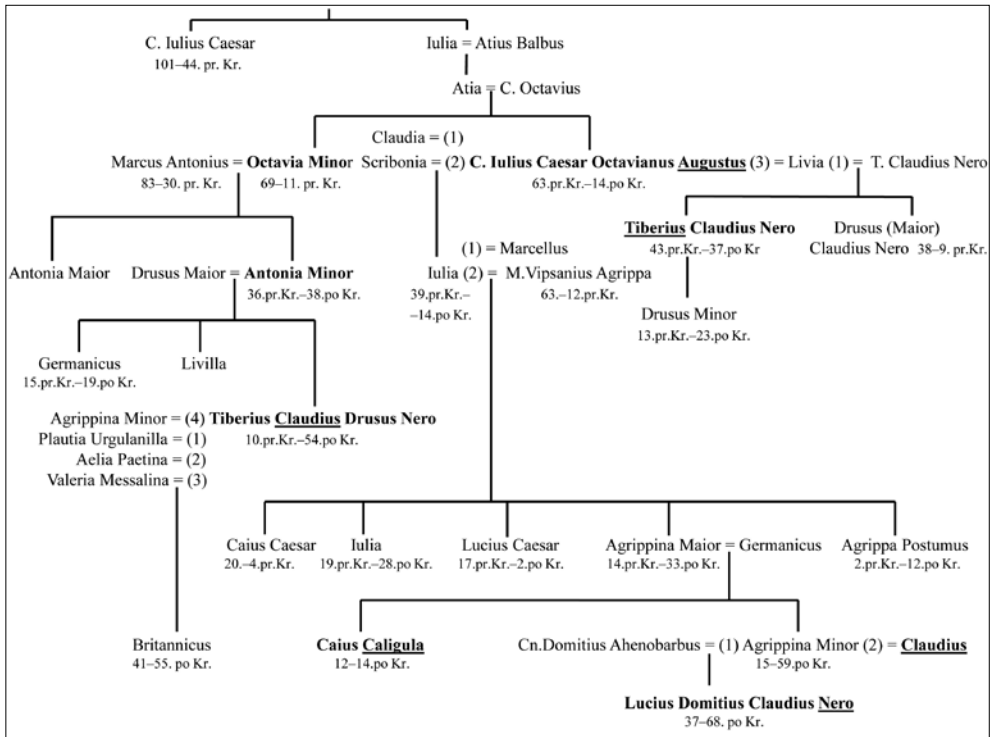 C. Iulius Caesar
101–44. pr. Kr.
Iulia = Atius Balbus
Atia = C. Octavius
Claudia = (1)
Marcus Antonius = Octavia Minor
83–30. pr. Kr.
69–11. pr. Kr.
Scribonia = (2) C. Iulius Caesar Octavianus Augustus (3) = Livia (1) = T. Claudius Nero
63.pr.Kr.–14.po Kr.
Antonia Maior
Drusus Maior = Antonia Minor
36.pr.Kr.–38.po Kr.
(1) = Marcellus
Iulia (2) = M.Vipsanius Agrippa
39.pr.Kr.–
–14.po Kr.
63.–12.pr.Kr.
Tiberius Claudius Nero
43.pr.Kr.–37.po Kr
Drusus (Maior)
Claudius Nero 38–9. pr.Kr.
Drusus Minor
13.pr.Kr.–23.po Kr.
Germanicus
15.pr.Kr.–19.po Kr.
Livilla
Agrippina Minor = (4) Tiberius Claudius Drusus Nero
10.pr.Kr.–54.po Kr.
Plautia Urgulanilla = (1)
Aelia Paetina = (2)
Valeria Messalina = (3)
Caius Caesar
20.–4.pr.Kr.
Iulia
19.pr.Kr.–28.po Kr.
Lucius Caesar
17.pr.Kr.–2.po Kr.
Agrippina Maior = Germanicus
14.pr.Kr.–33.po Kr.
Agrippa Postumus
2.pr.Kr.–12.po Kr.
Britannicus
41–55. po Kr.
Caius Caligula
12–14.po Kr.
Cn.Domitius Ahenobarbus = (1) Agrippina Minor (2) = Claudius
15–59.po Kr.
Lucius Domitius Claudius Nero
37–68. po Kr.